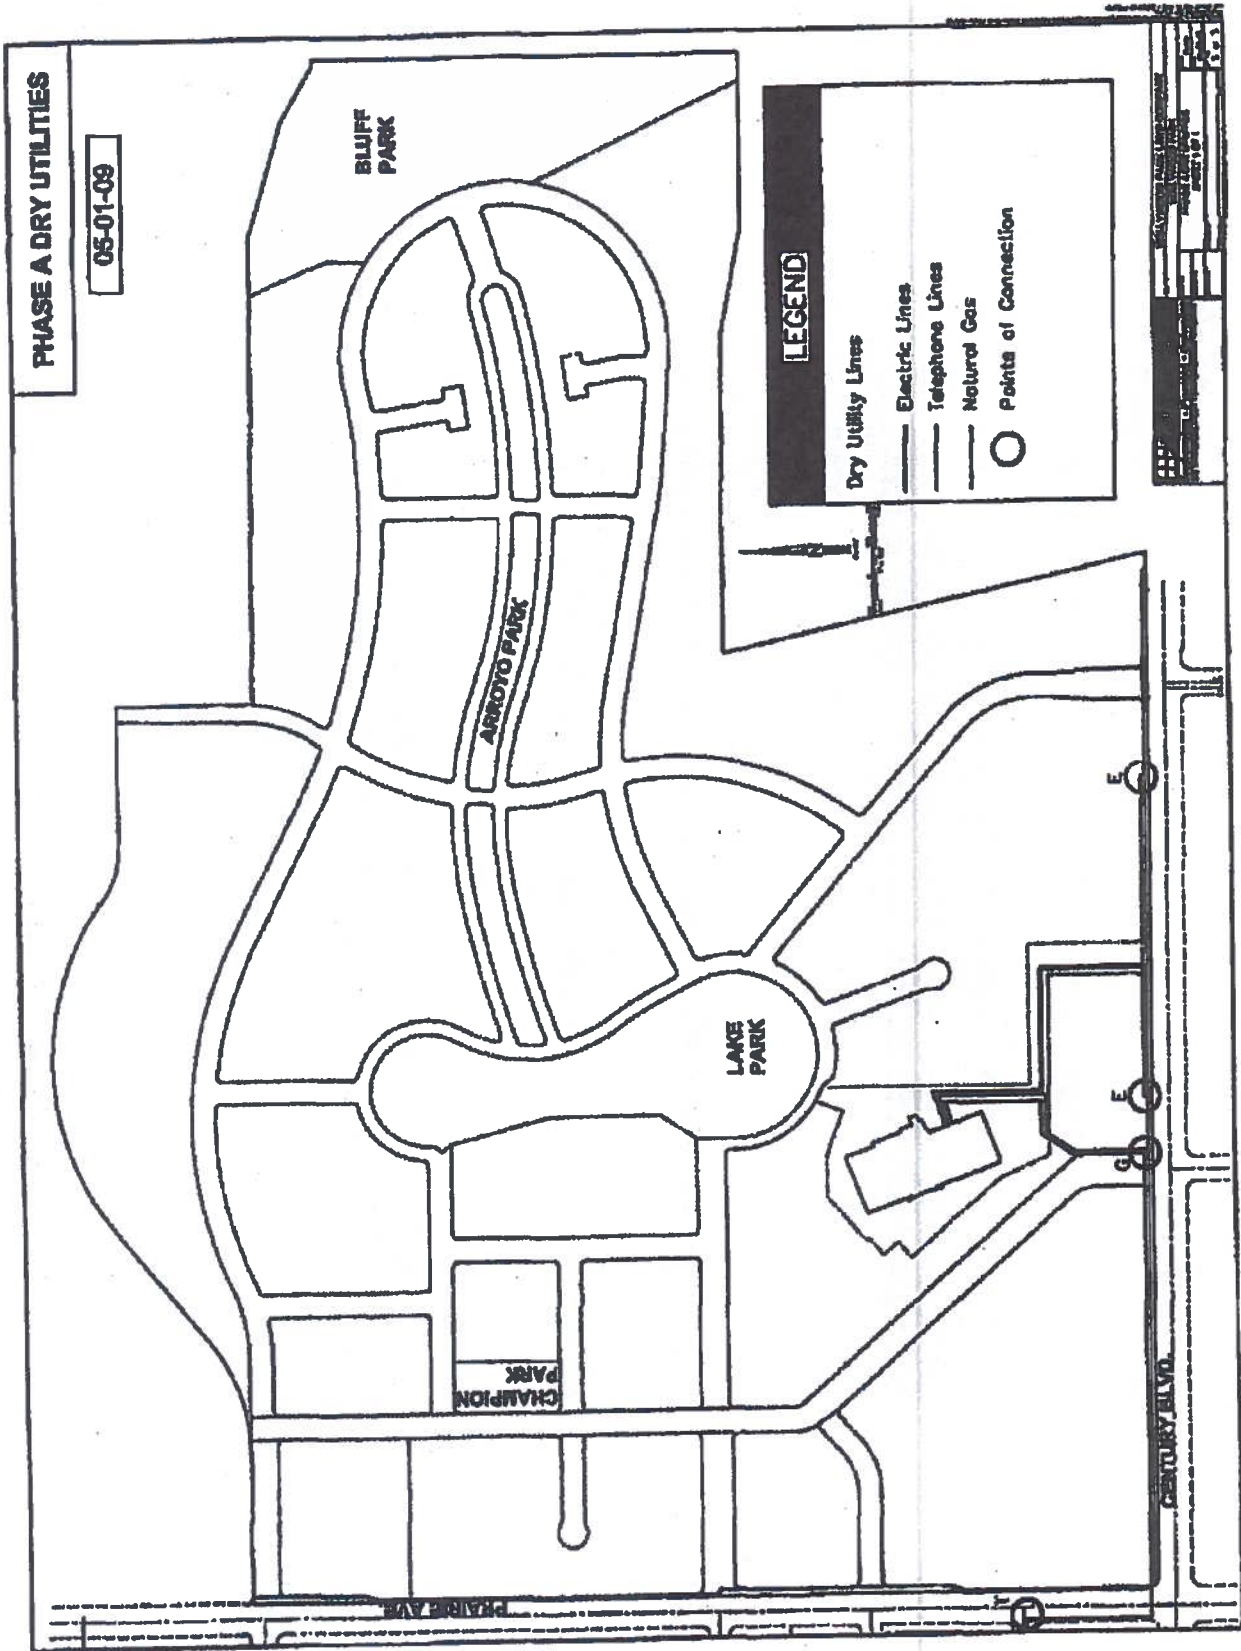 PHASE A DRY UTILITIES
05-01-09
BLUFF
PARK
ARROYO PARK
LAKE
PARK
CHAMPION
PARK
PRAIRIE AVE
CENTURY BLVD.
E
E
G
T
N
LEGEND
Dry Utility Lines
Electric Lines
Telephone Lines
Natural Gas
Points of Connection